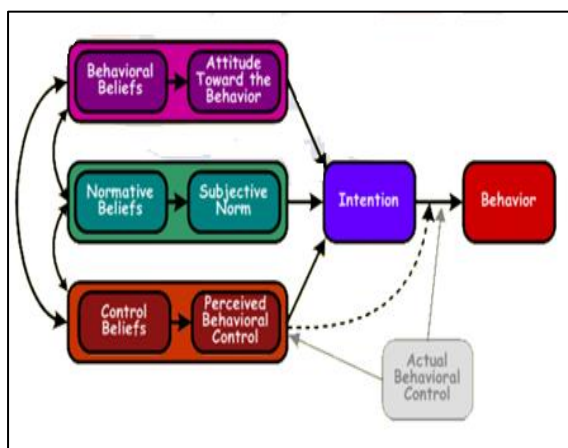 Behavioral
Beliefs
Attitude
Toward the
Behavior
Normative
Beliefs
Subjective
Norm
Intention
Behavior
Control
Beliefs
Perceived
Behavioral
Control
Actual
Behavioral
Control